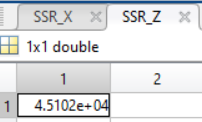 SSR_X SSR_Z
1x1 double
1 2
1 4.5102e+04